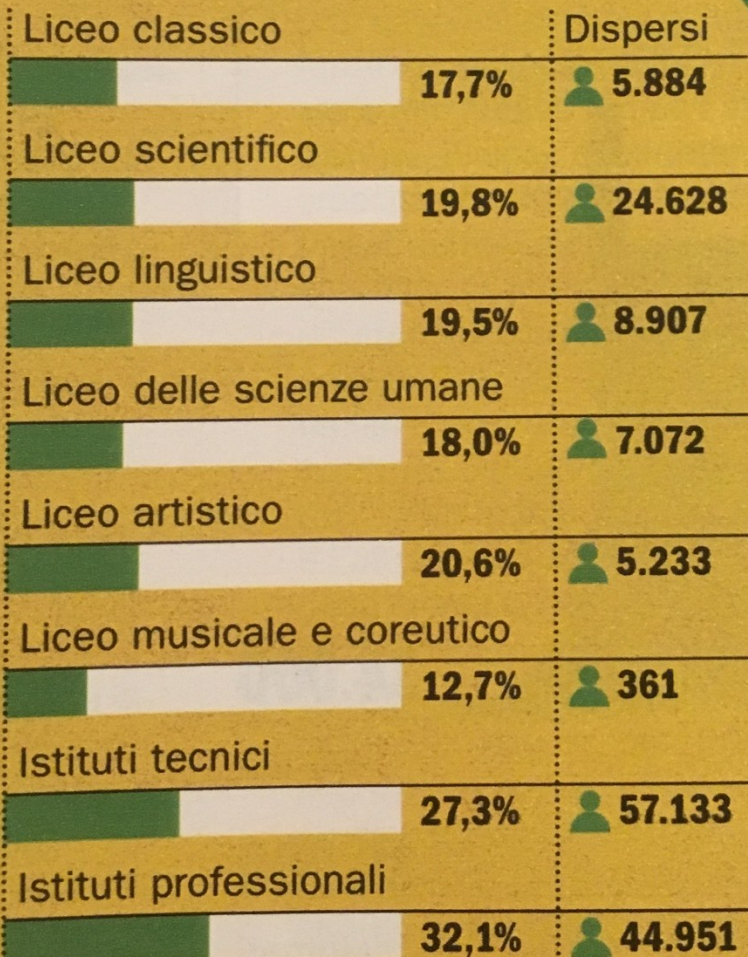 Liceo classico Dispersi
17,7% 5.884
Liceo scientifico
19,8% 24.628
Liceo linguistico
19,5% 8.907
Liceo delle scienze umane
18,0% 7.072
Liceo artistico
20,6% 5.233
Liceo musicale e coreutico
12,7% 361
Istituti tecnici
27,3% 57.133
Istituti professionali
32,1% 44.951